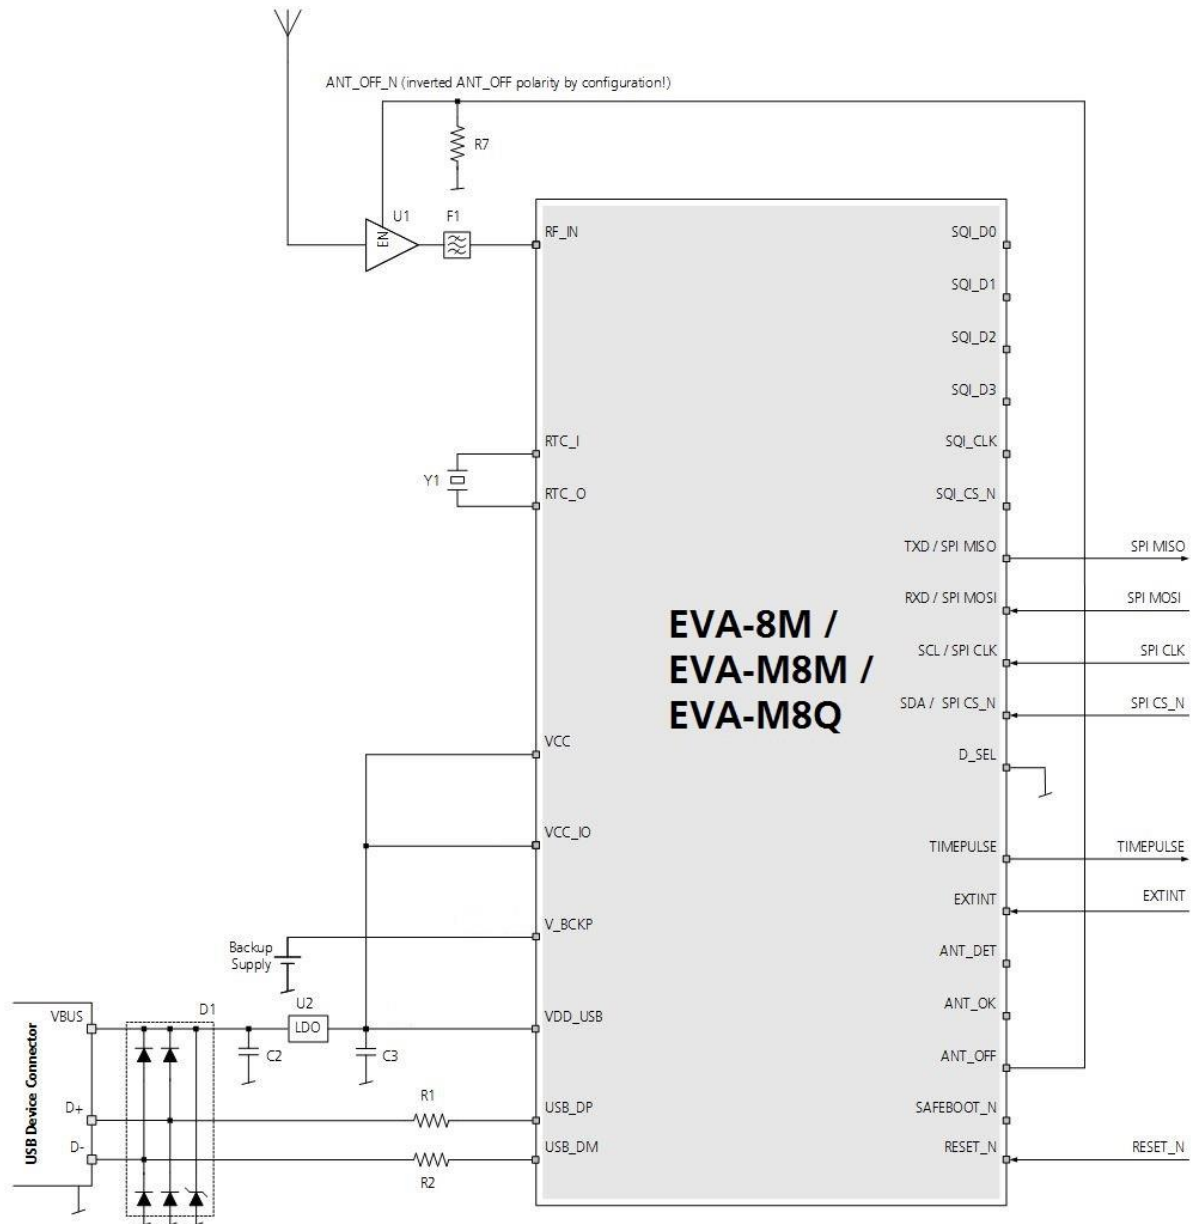 ANT_OFF_N (inverted ANT_OFF polarity by configuration!)
R7
U1
F1
EN
RF_IN
SQI_D0
SQI_D1
SQI_D2
SQI_D3
RTC_I
SQI_CLK
Y1
RTC_O
SQI_CS_N
TXD / SPI MISO
SPI MISO
RXD / SPI MOSI
SPI MOSI
EVA-8M /
EVA-M8M /
EVA-M8Q
SCL / SPI CLK
SPI CLK
SDA / SPI CS_N
SPI CS_N
VCC
D_SEL
VCC_IO
TIMEPULSE
TIMEPULSE
EXTINT
EXTINT
V_BCKP
Backup
Supply
ANT_DET
VBUS
D1
U2
LDO
VDD_USB
ANT_OK
C2
C3
ANT_OFF
USB Device Connector
D+
R1
USB_DP
SAFEBOOT_N
D-
R2
USB_DM
RESET_N
RESET_N